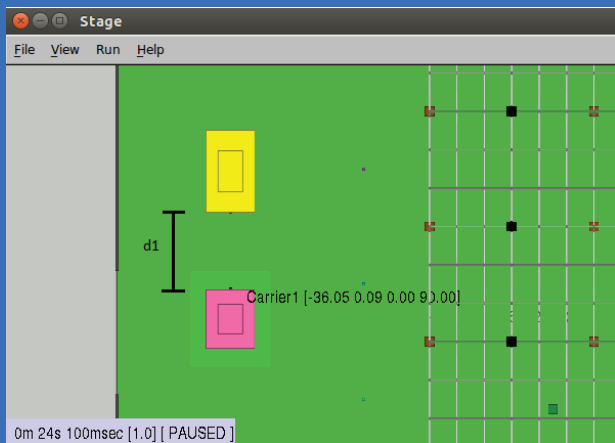 Stage
File View Run Help
d1
Carrier1 [-36.05 0.09 0.00 90.00]
0m 24s 100msec [1.0] [ PAUSED ]